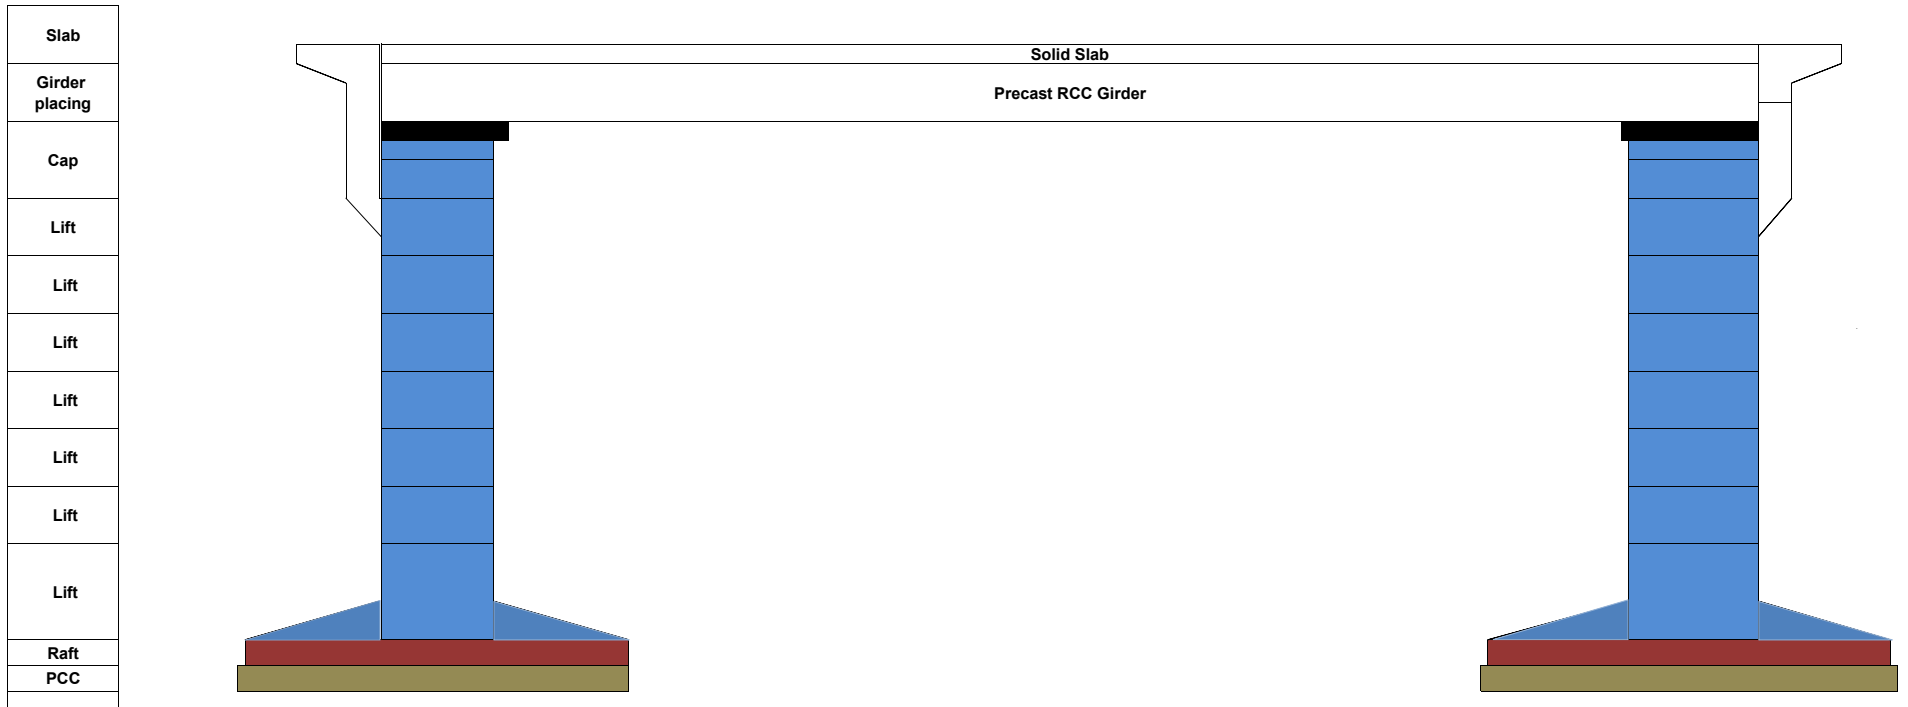 Slab
Solid Slab
Girder
placing
Precast RCC Girder
Cap
Lift
Lift
Lift
Lift
Lift
Lift
Lift
Raft
PCC